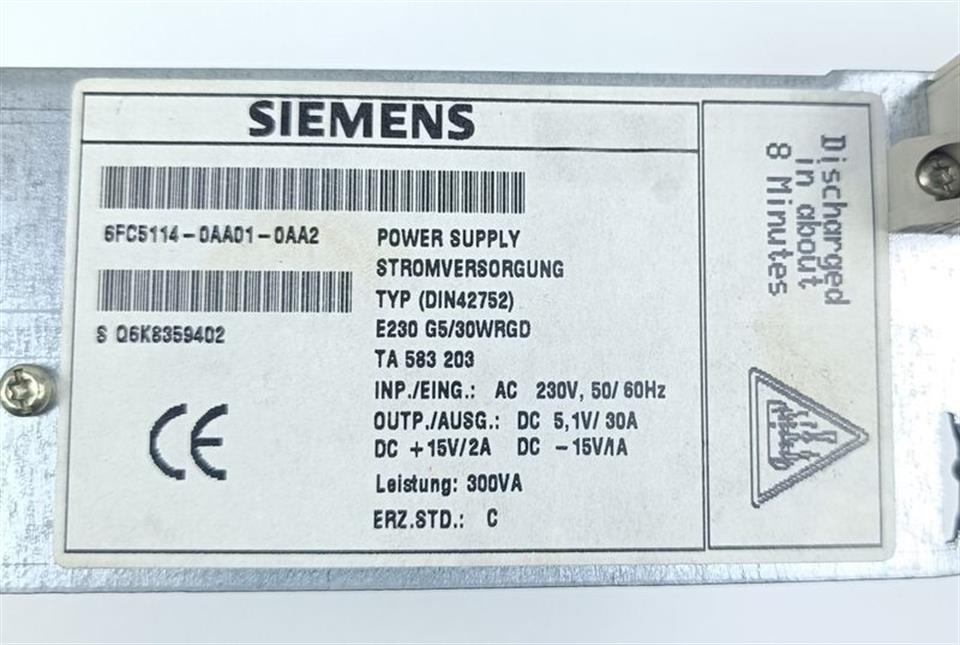 SIEMENS
6FC5114-0AA01-0AA2
S Q6K8359402
POWER SUPPLY
STROMVERSORGUNG
TYP (DIN42752)
E230 G5/30WRGD
TA 583 203
INP./EING.: AC 230V, 50/60Hz
OUTP./AUSG.: DC 5,1V/30A
DC +15V/2A DC -15V/1A
Leistung: 300VA
ERZ.STD.: C
CE
Discharged
in about
8 Minutes